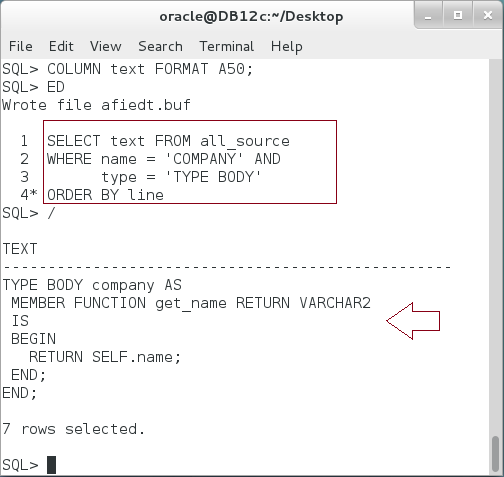 oracle@DB12c:~/Desktop
File Edit View Search Terminal Help
SQL> COLUMN text FORMAT A50;
SQL> ED
Wrote file afiedt.buf
1 SELECT text FROM all_source
2 WHERE name = 'COMPANY' AND
3       type = 'TYPE BODY'
4* ORDER BY line
SQL> /
TEXT
--------------------------------------------------
TYPE BODY company AS
 MEMBER FUNCTION get_name RETURN VARCHAR2
 IS
 BEGIN
   RETURN SELF.name;
 END;
END;
7 rows selected.
SQL>